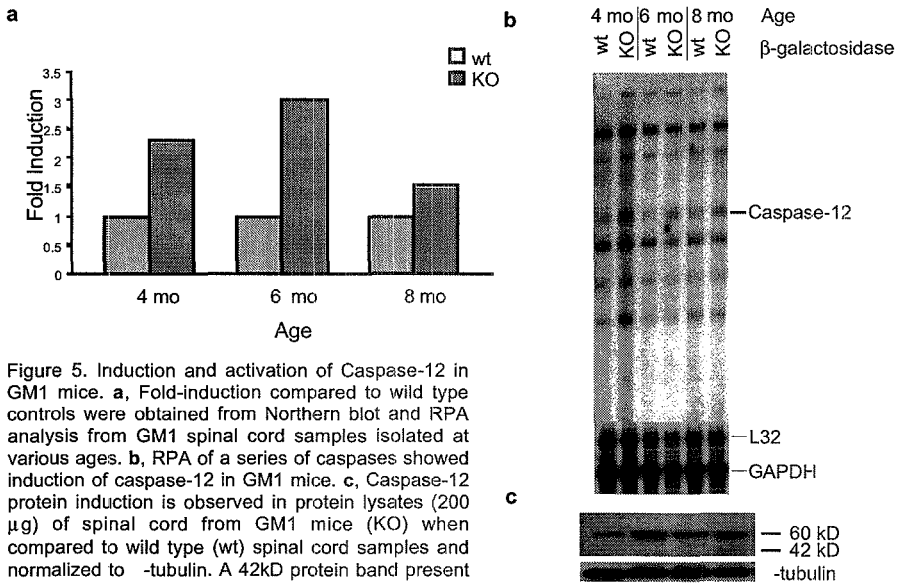 a
wt
KO
3.5
3
2.5
2
1.5
1
0.5
0
Fold Induction
4 mo
6 mo
8 mo
Age
Figure 5. Induction and activation of Caspase-12 in
GM1 mice. a, Fold-induction compared to wild type
controls were obtained from Northern blot and RPA
analysis from GM1 spinal cord samples isolated at
various ages. b, RPA of a series of caspases showed
induction of caspase-12 in GM1 mice. c, Caspase-12
protein induction is observed in protein lysates (200
μg) of spinal cord from GM1 mice (KO) when
compared to wild type (wt) spinal cord samples and
normalized to -tubulin. A 42kD protein band present
b
4 mo 6 mo 8 mo Age
wt KO wt KO wt KO β-galactosidase
Caspase-12
L32
GAPDH
c
60 kD
42 kD
-tubulin